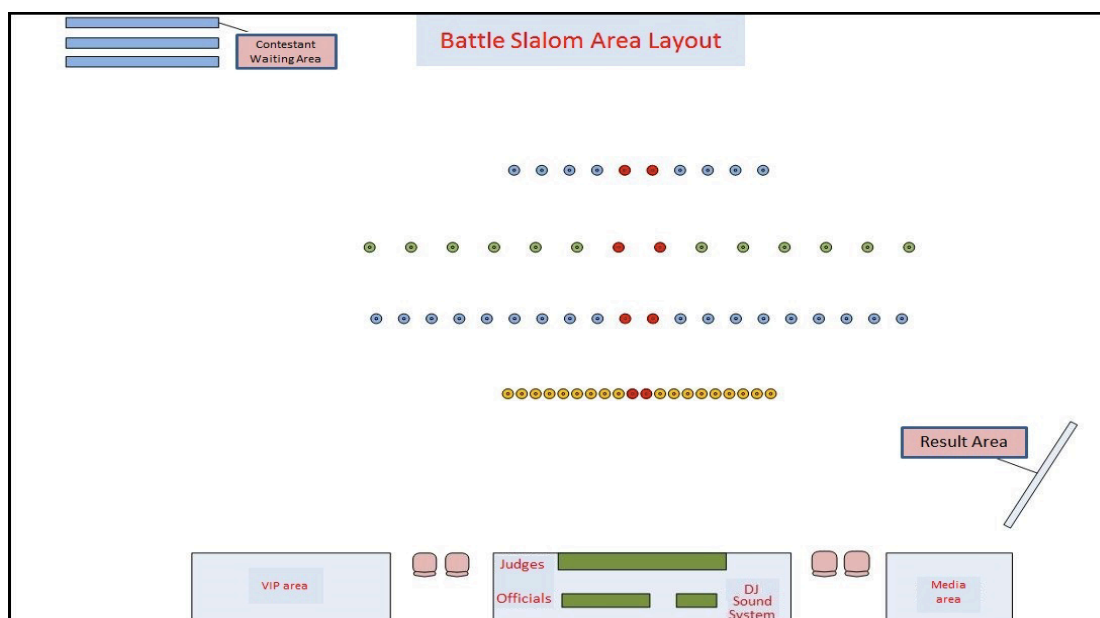 Contestant
Waiting Area
Battle Slalom Area Layout
Result Area
VIP area
Judges
Officials
DJ
Sound
System
Media
area